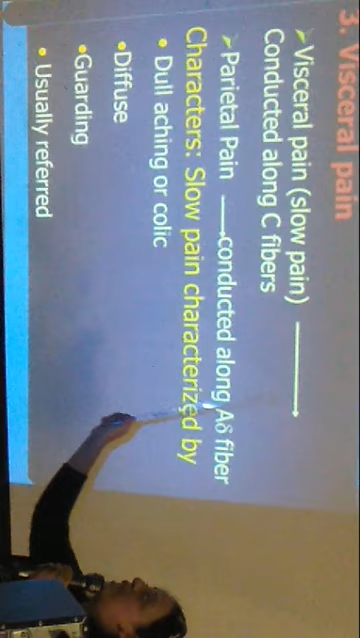 3. Visceral pain
➤Visceral pain (slow pain) ⟶
Conducted along C fibers
➤Parietal Pain ⟶conducted along Aδ fiber
Characters: Slow pain characterized by
• Dull aching or colic
•Diffuse
•Guarding
• Usually referred